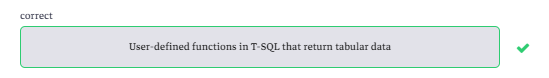 correct
User-defined functions in T-SQL that return tabular data